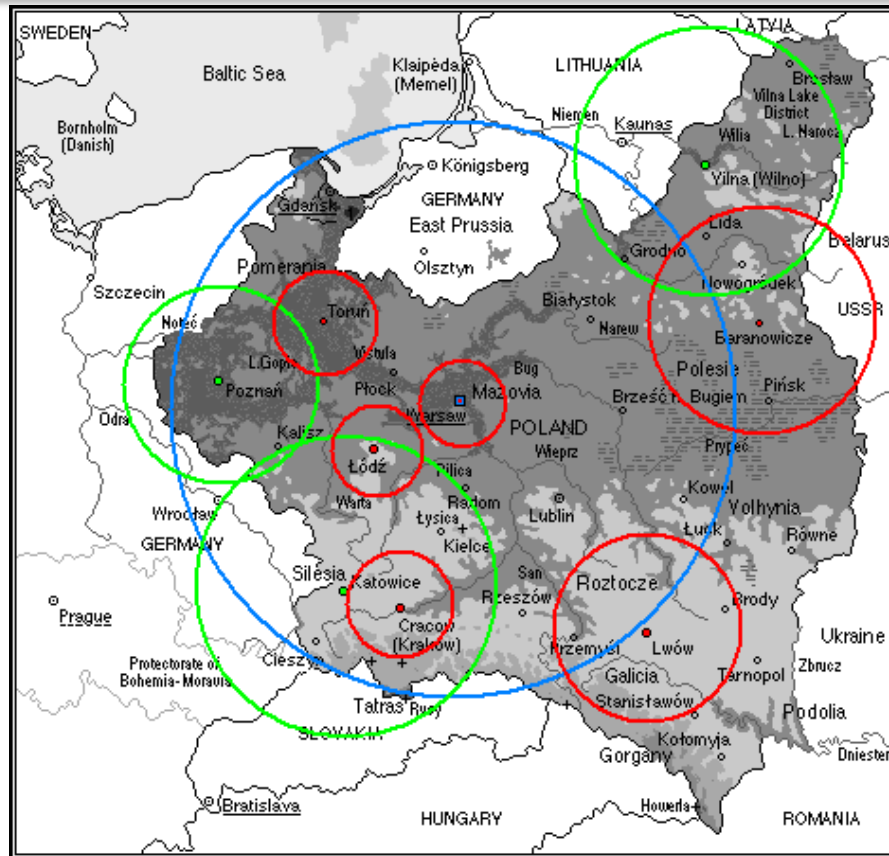 SWEDEN
LATVIA
Baltic Sea
Klaipėda
(Memel)
LITHUANIA
Brasław
Vilna Lake
District
L. Narocz
Bornholm
(Danish)
Niemen
Kaunas
Wilia
Königsberg
Vilna (Wilno)
Gdańsk
GERMANY
East Prussia
Lida
Belarus
Pomerania
Olsztyn
Grodno
Nowogródek
Szczecin
Białystok
USSR
Noteć
Toruń
Narew
Baranowicze
L.Gopło
Vstula
Bug
Polesie
Poznań
Płock
Mazovia
Brześć n.
Bugiem
Pińsk
Odra
Warsaw
Kalisz
POLAND
Prypeć
Łódź
Wieprz
Pilica
Kowel
Warta
Radom
Lublin
Volhynia
Wrocław
Łysica
Łuck
Równe
GERMANY
Kielce
Silésia
Katowice
San
Roztocze
Prague
Rzeszów
Brody
Cracow
(Kraków)
Ukraine
Cieszyn
Przemyśl
Lwów
Protectorate of
Bohemia-Moravia
Zbrucz
Galicia
Tarnopol
Tatras
Rysy
Stanisławów
Podolia
SLOVAKIA
Kołomyja
Gorgany
Dniester
Bratislava
Howerla
HUNGARY
ROMANIA